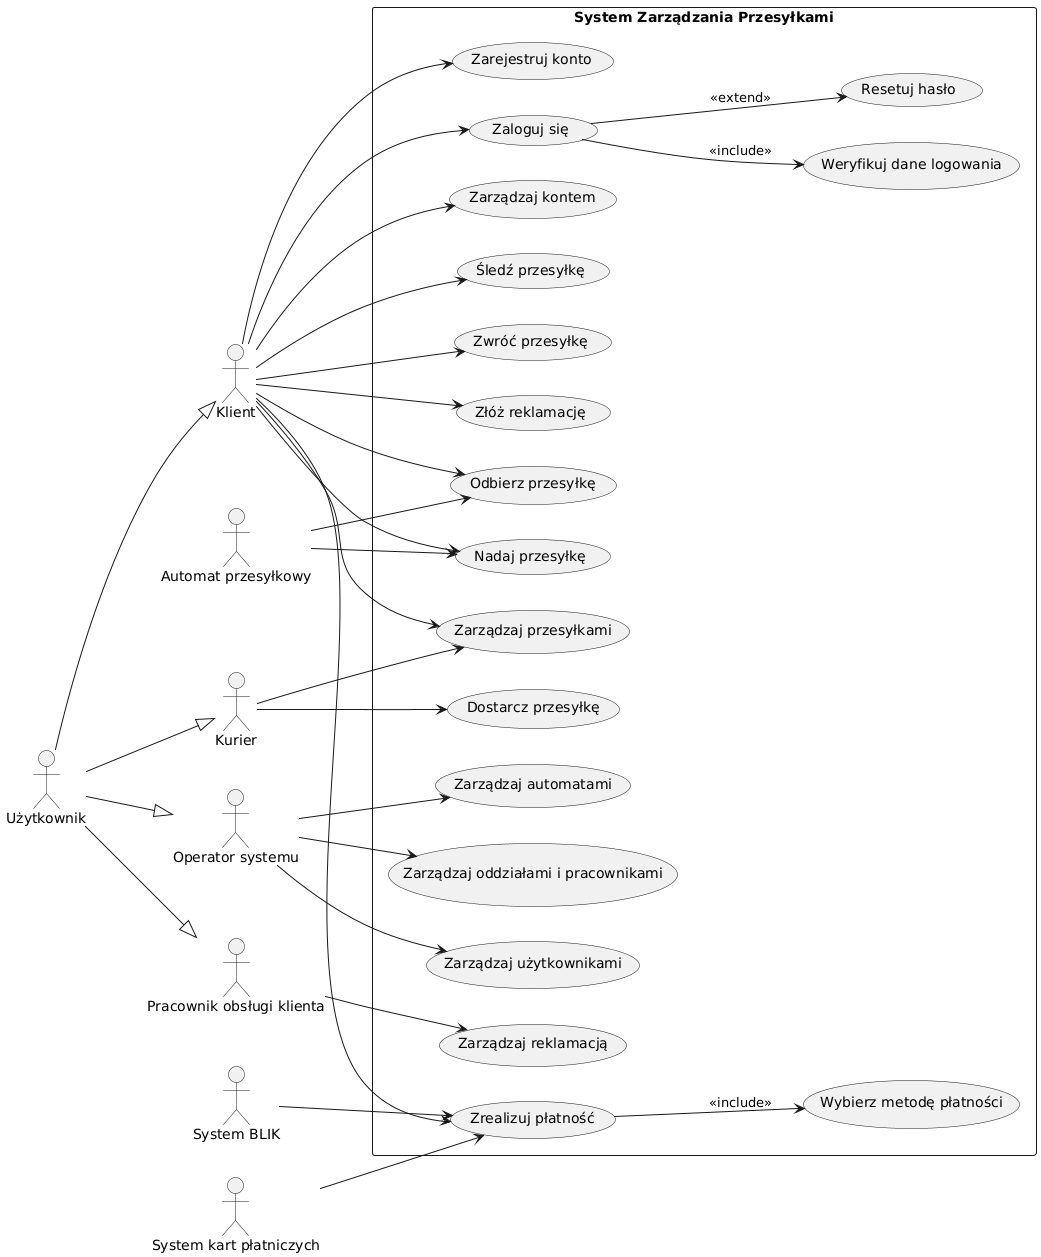 System Zarządzania Przesyłkami
Zarejestruj konto
Zaloguj się
«extend»
Resetuj hasło
«include»
Weryfikuj dane logowania
Zarządzaj kontem
Śledź przesyłkę
Zwróć przesyłkę
Złóż reklamację
Klient
Odbierz przesyłkę
Nadaj przesyłkę
Automat przesyłkowy
Zarządzaj przesyłkami
Dostarcz przesyłkę
Kurier
Zarządzaj automatami
Użytkownik
Operator systemu
Zarządzaj oddziałami i pracownikami
Zarządzaj użytkownikami
Pracownik obsługi klienta
Zarządzaj reklamacją
«include»
Wybierz metodę płatności
Zrealizuj płatność
System BLIK
System kart płatniczych